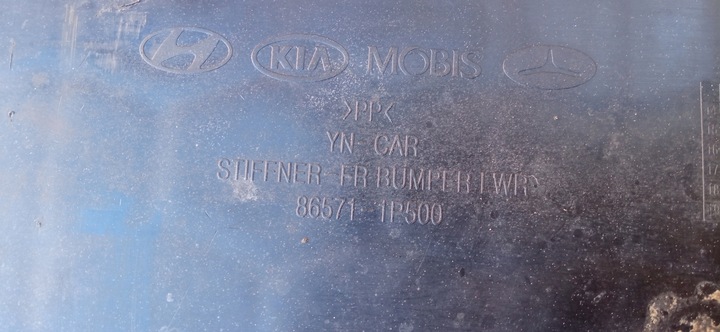 KIA MOBIS
>PP<
YN-CAR
STIFFNER-FR BUMPER LWR
86571 1P500